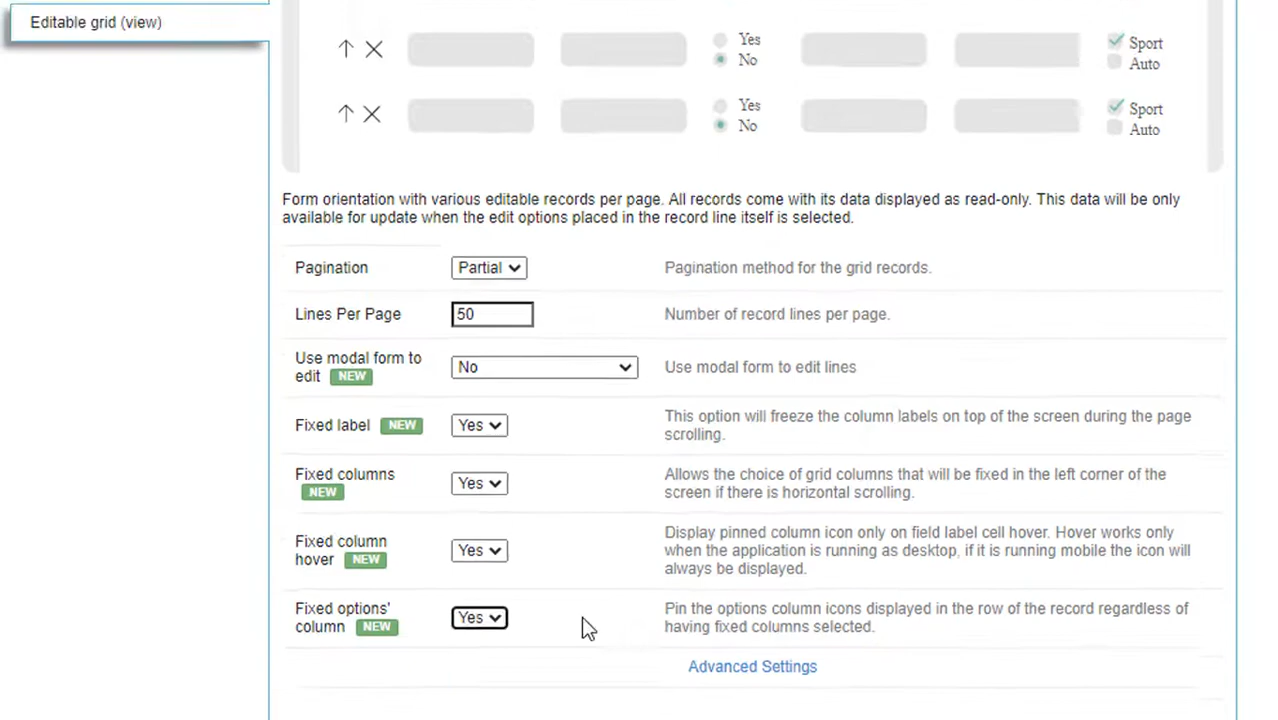 Editable grid (view)
Yes
No
Sport
Auto
Yes
No
Sport
Auto
Form orientation with various editable records per page. All records come with its data displayed as read-only. This data will be only
available for update when the edit options placed in the record line itself is selected.
Pagination
Partial
Pagination method for the grid records.
Lines Per Page
50
Number of record lines per page.
Use modal form to
edit NEW
No
Use modal form to edit lines
Fixed label NEW
Yes
This option will freeze the column labels on top of the screen during the page
scrolling.
Fixed columns
NEW
Yes
Allows the choice of grid columns that will be fixed in the left corner of the
screen if there is horizontal scrolling.
Fixed column
hover NEW
Yes
Display pinned column icon only on field label cell hover. Hover works only
when the application is running as desktop, if it is running mobile the icon will
always be displayed.
Fixed options'
column NEW
Yes
Pin the options column icons displayed in the row of the record regardless of
having fixed columns selected.
Advanced Settings